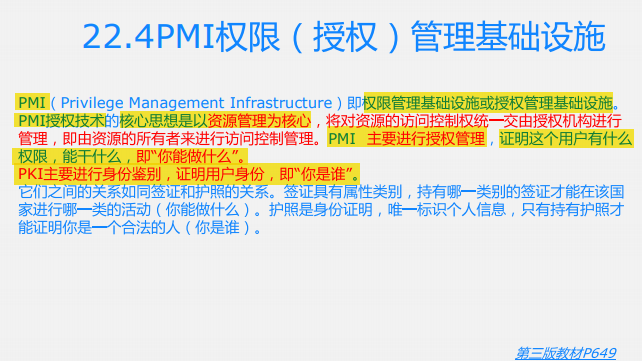 22.4PMI权限（授权）管理基础设施
PMI（Privilege Management Infrastructure）即权限管理基础设施或授权管理基础设施。
PMI授权技术的核心思想是以资源管理为核心，将对资源的访问控制权统一交由授权机构进行
管理，即由资源的所有者来进行访问控制管理。PMI 主要进行授权管理，证明这个用户有什么
权限，能干什么，即“你能做什么”。
PKI主要进行身份鉴别，证明用户身份，即“你是谁”。
它们之间的关系如同签证和护照的关系。签证具有属性类别，持有哪一类别的签证才能在该国
家进行哪一类的活动（你能做什么）。护照是身份证明，唯一标识个人信息，只有持有护照才
能证明你是一个合法的人（你是谁）。
第三版教材P649